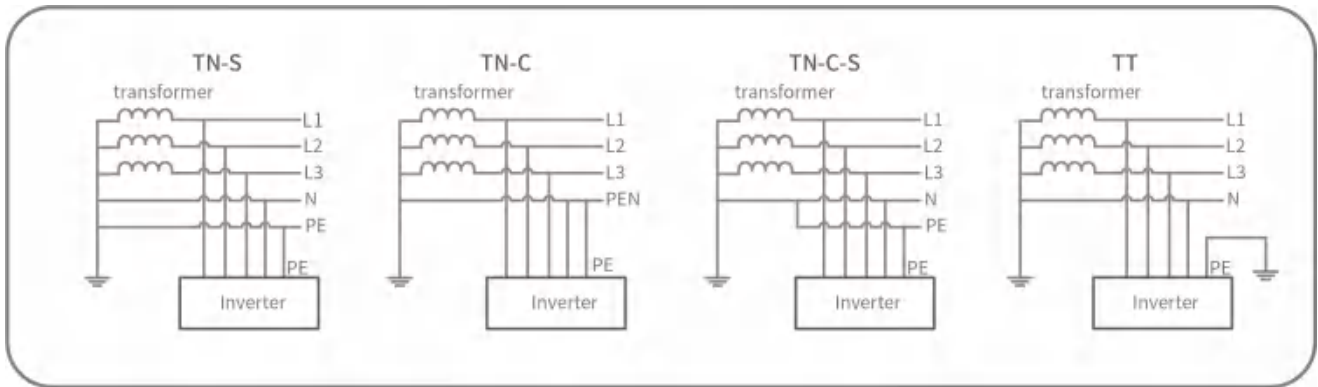 TN-S
transformer
L1
L2
L3
N
PE
PE
Inverter
TN-C
transformer
L1
L2
L3
PEN
PE
Inverter
TN-C-S
transformer
L1
L2
L3
N
PE
PE
Inverter
TT
transformer
L1
L2
L3
N
PE
Inverter